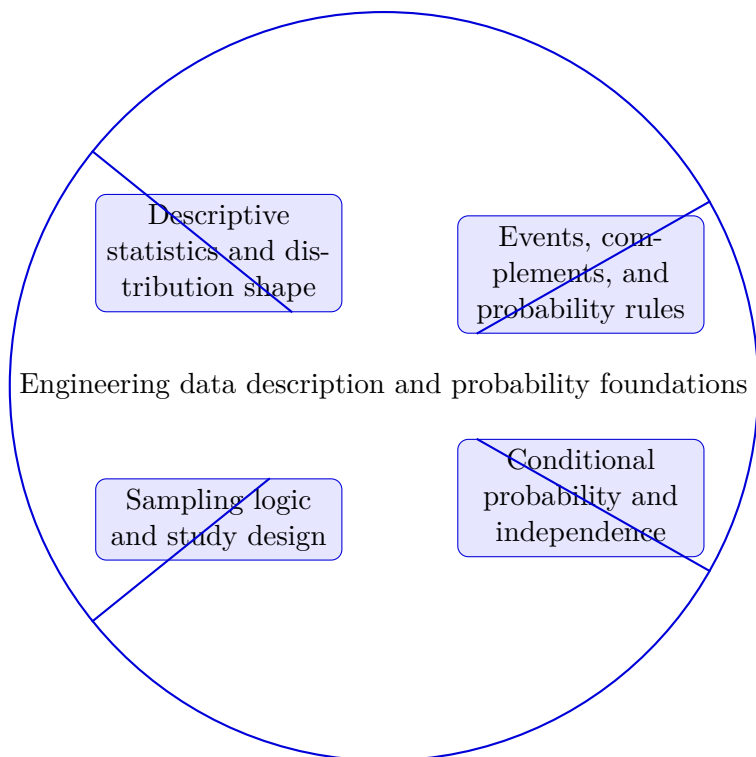 Descriptive
statistics and dis-
tribution shape
Events, com-
plements, and
probability rules
Engineering data description and probability foundations
Sampling logic
and study design
Conditional
probability and
independence